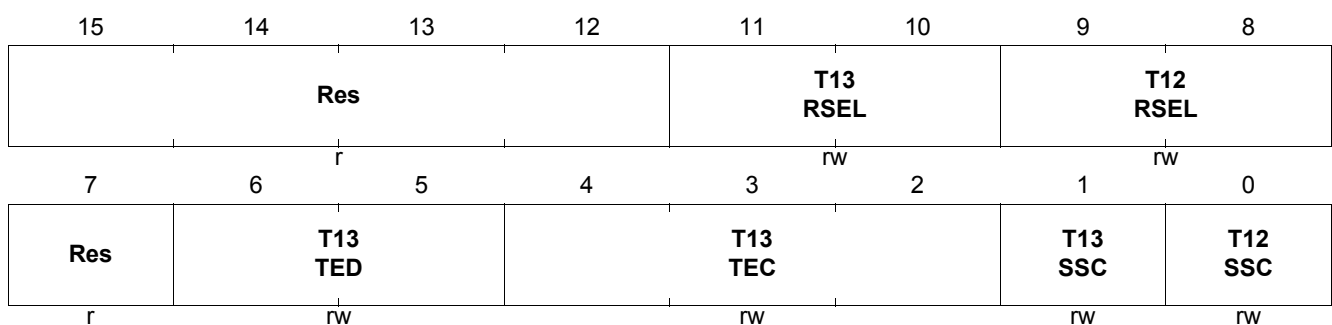 15 14 13 12 11 10 9 8
Res T13 RSEL T12 RSEL
r rw rw
7 6 5 4 3 2 1 0
Res T13 TED T13 TEC T13 SSC T12 SSC
r rw rw rw rw